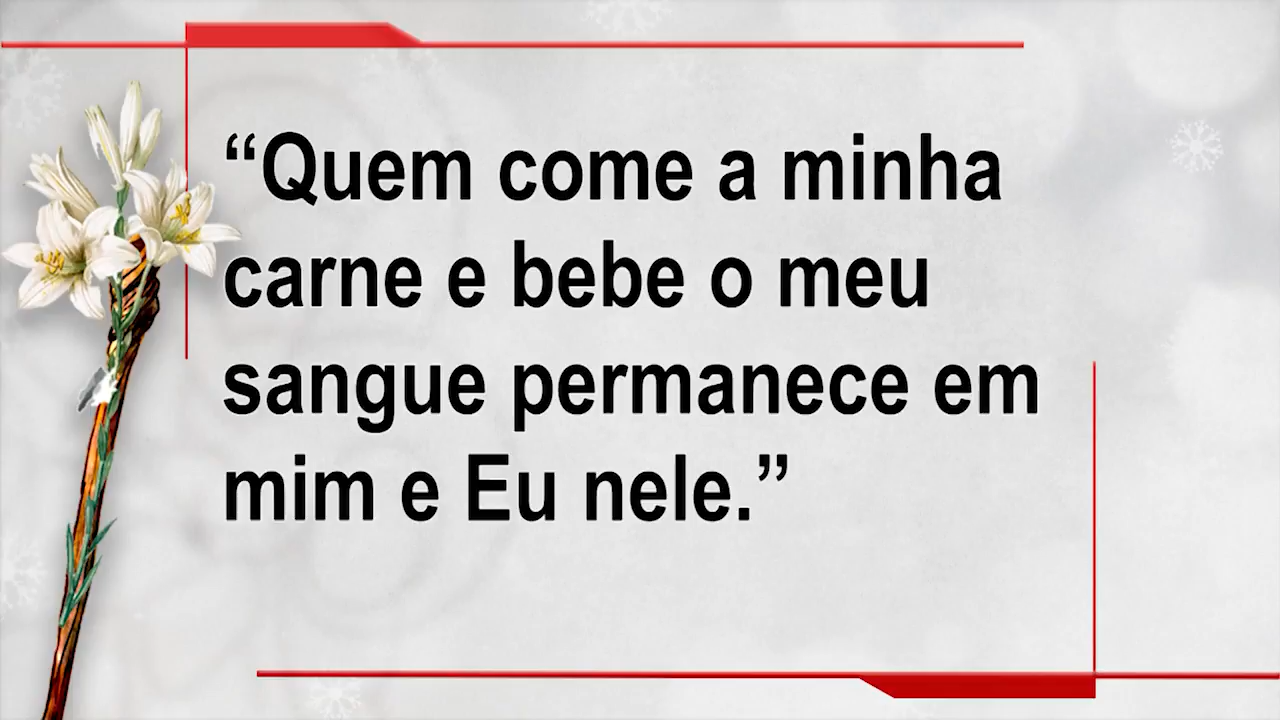 “Quem come a minha
carne e bebe o meu
sangue permanece em
mim e Eu nele.”